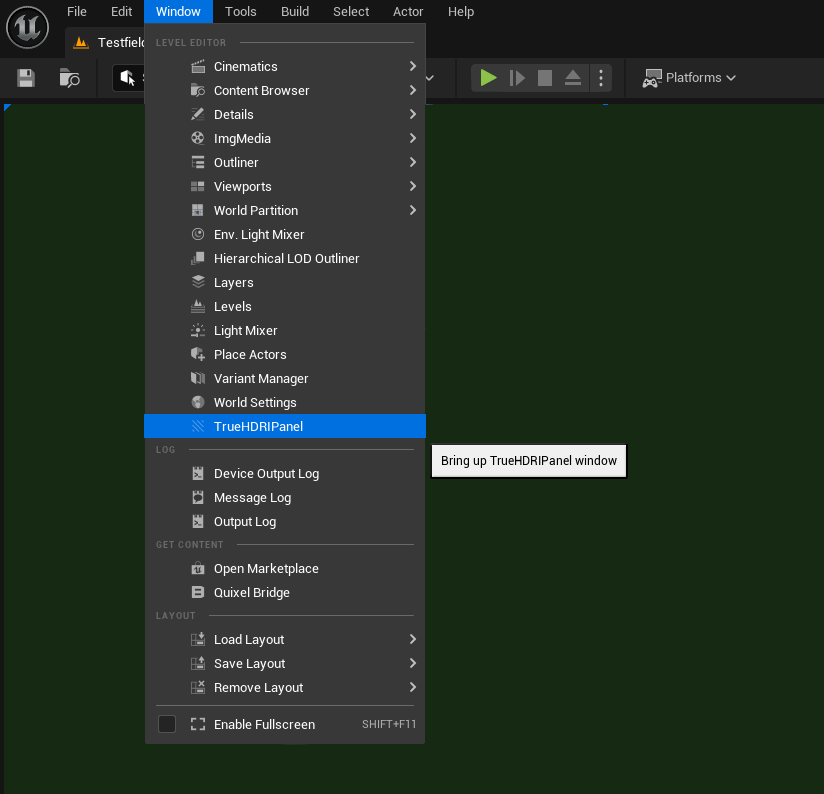 File Edit Window Tools Build Select Actor Help
Testfield
Platforms
LEVEL EDITOR
Cinematics
Content Browser
Details
ImgMedia
Outliner
Viewports
World Partition
Env. Light Mixer
Hierarchical LOD Outliner
Layers
Levels
Light Mixer
Place Actors
Variant Manager
World Settings
TrueHDRIPanel
LOG
Bring up TrueHDRIPanel window
Device Output Log
Message Log
Output Log
GET CONTENT
Open Marketplace
Quixel Bridge
LAYOUT
Load Layout
Save Layout
Remove Layout
Enable Fullscreen SHIFT+F11